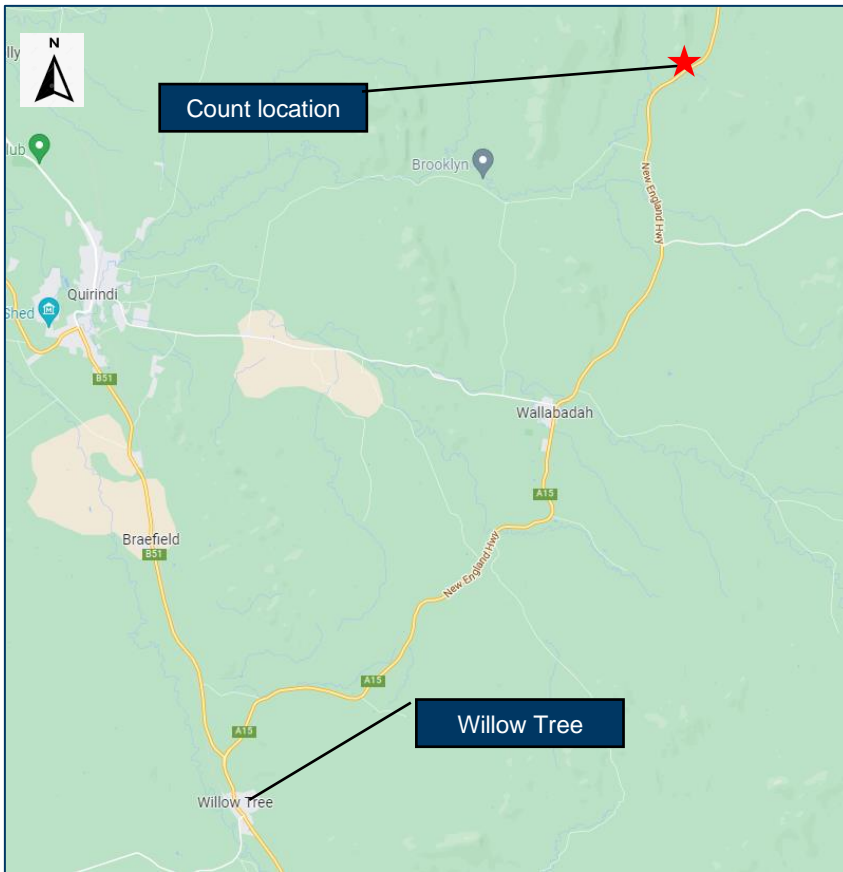 N
lly
Count location
lub
Brooklyn
New England Hwy
Quirindi
Shed
B51
Wallabadah
A15
Braefield
B51
New England Hwy
A15
A15
Willow Tree
Willow Tree